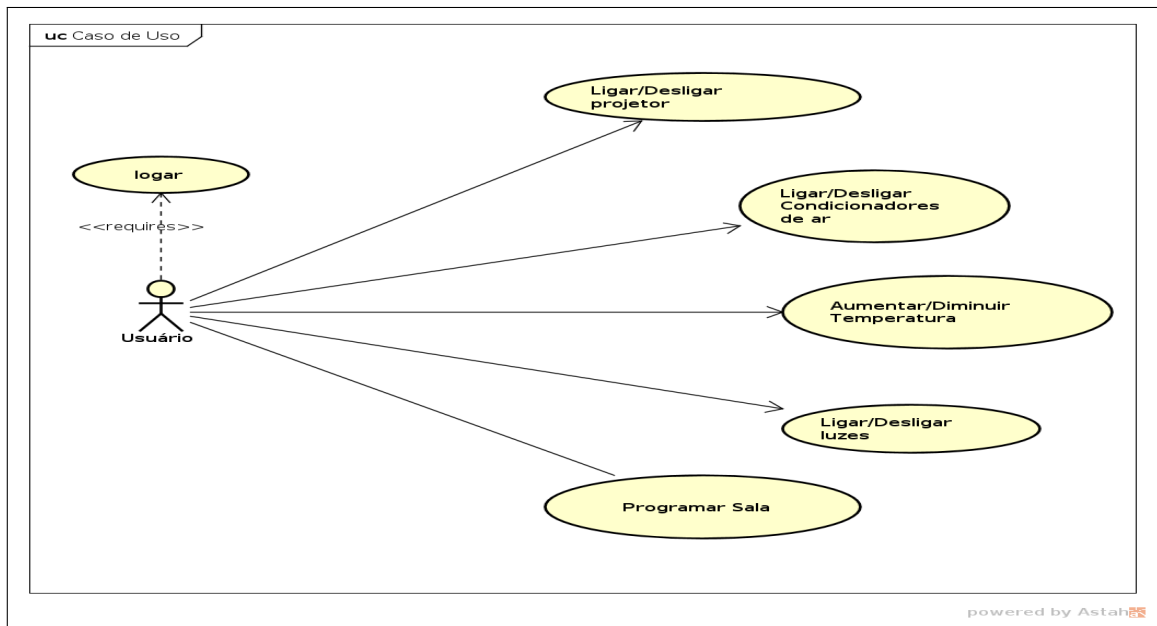 uc Caso de Uso
Ligar/Desligar
projetor
logar
Ligar/Desligar
Condicionadores
de ar
<<requires>>
Aumentar/Diminuir
Temperatura
Usuário
Ligar/Desligar
luzes
Programar Sala
powered by Astah